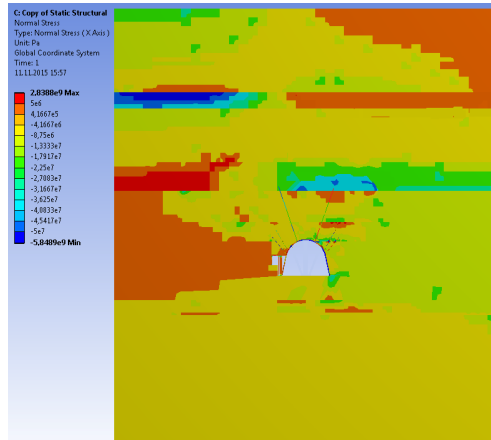 C: Copy of Static Structural
Normal Stress
Type: Normal Stress ( X Axis )
Unit: Pa
Global Coordinate System
Time: 1
11.11.2015 15:57
2,8388e9 Max
5e6
4,1667e5
-4,1667e6
-8,75e6
-1,3333e7
-1,7917e7
-2,25e7
-2,7083e7
-3,1667e7
-3,625e7
-4,0833e7
-4,5417e7
-5e7
-5,8489e9 Min